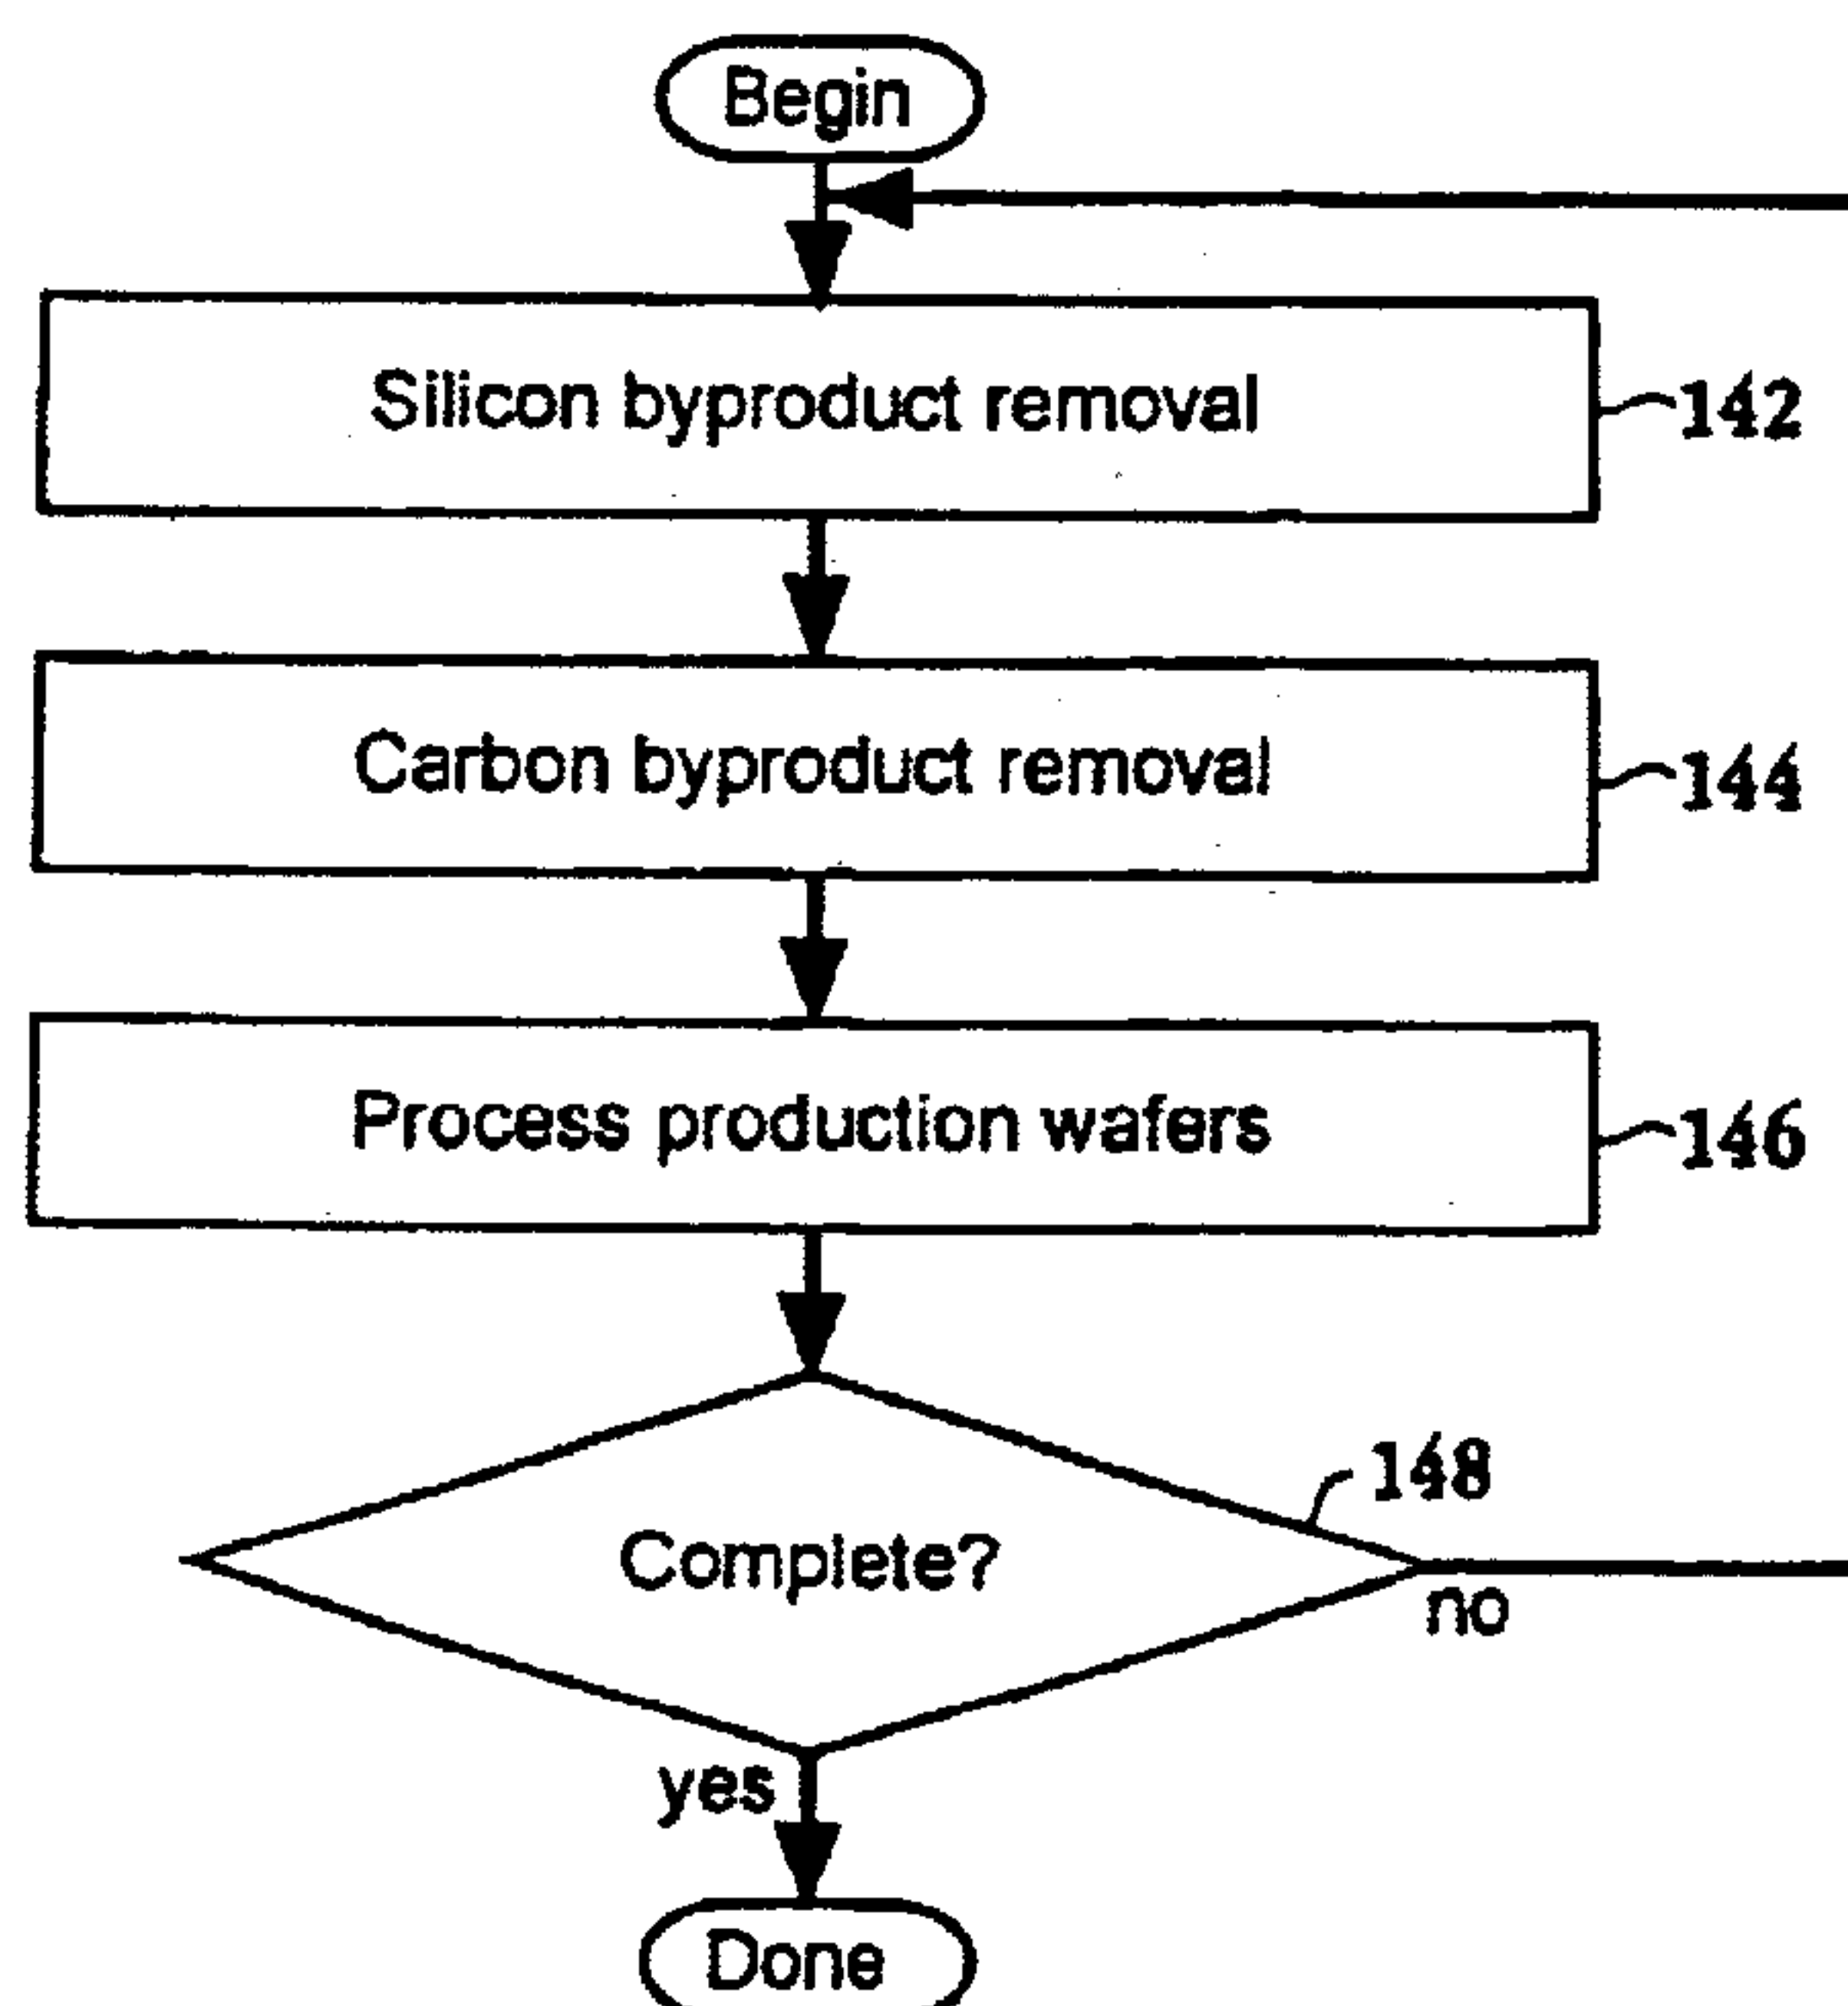 Begin
Silicon byproduct removal
142
Carbon byproduct removal
144
Process production wafers
146
148
Complete?
no
yes
Done